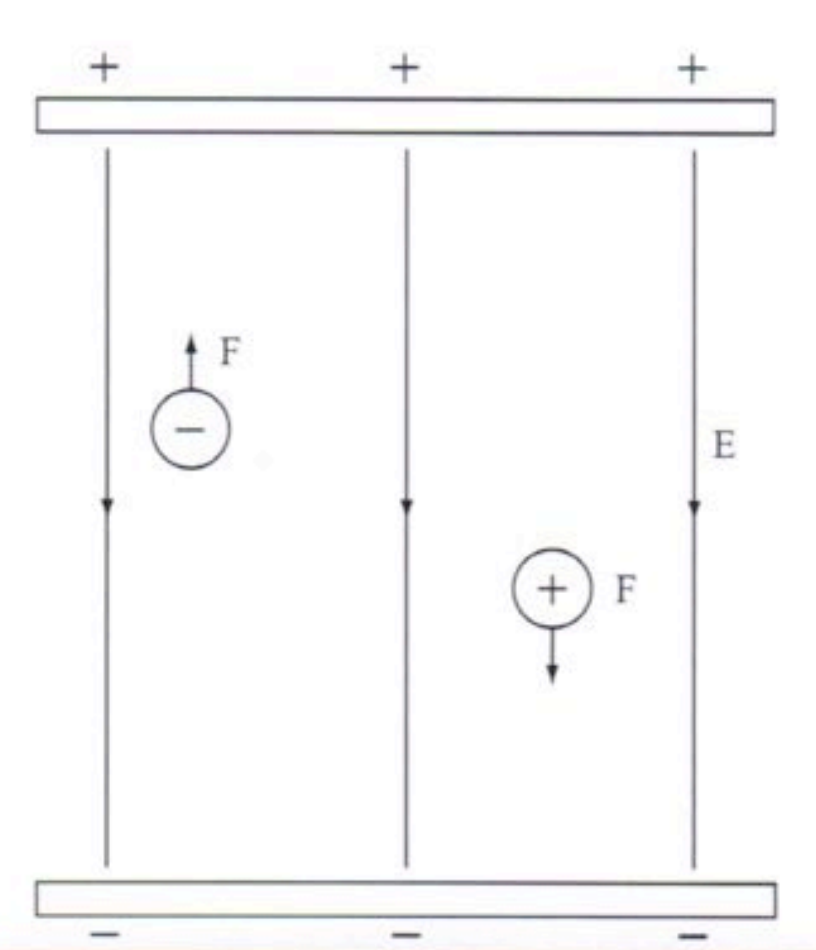 + + +
F
−
E
+ F
− − −